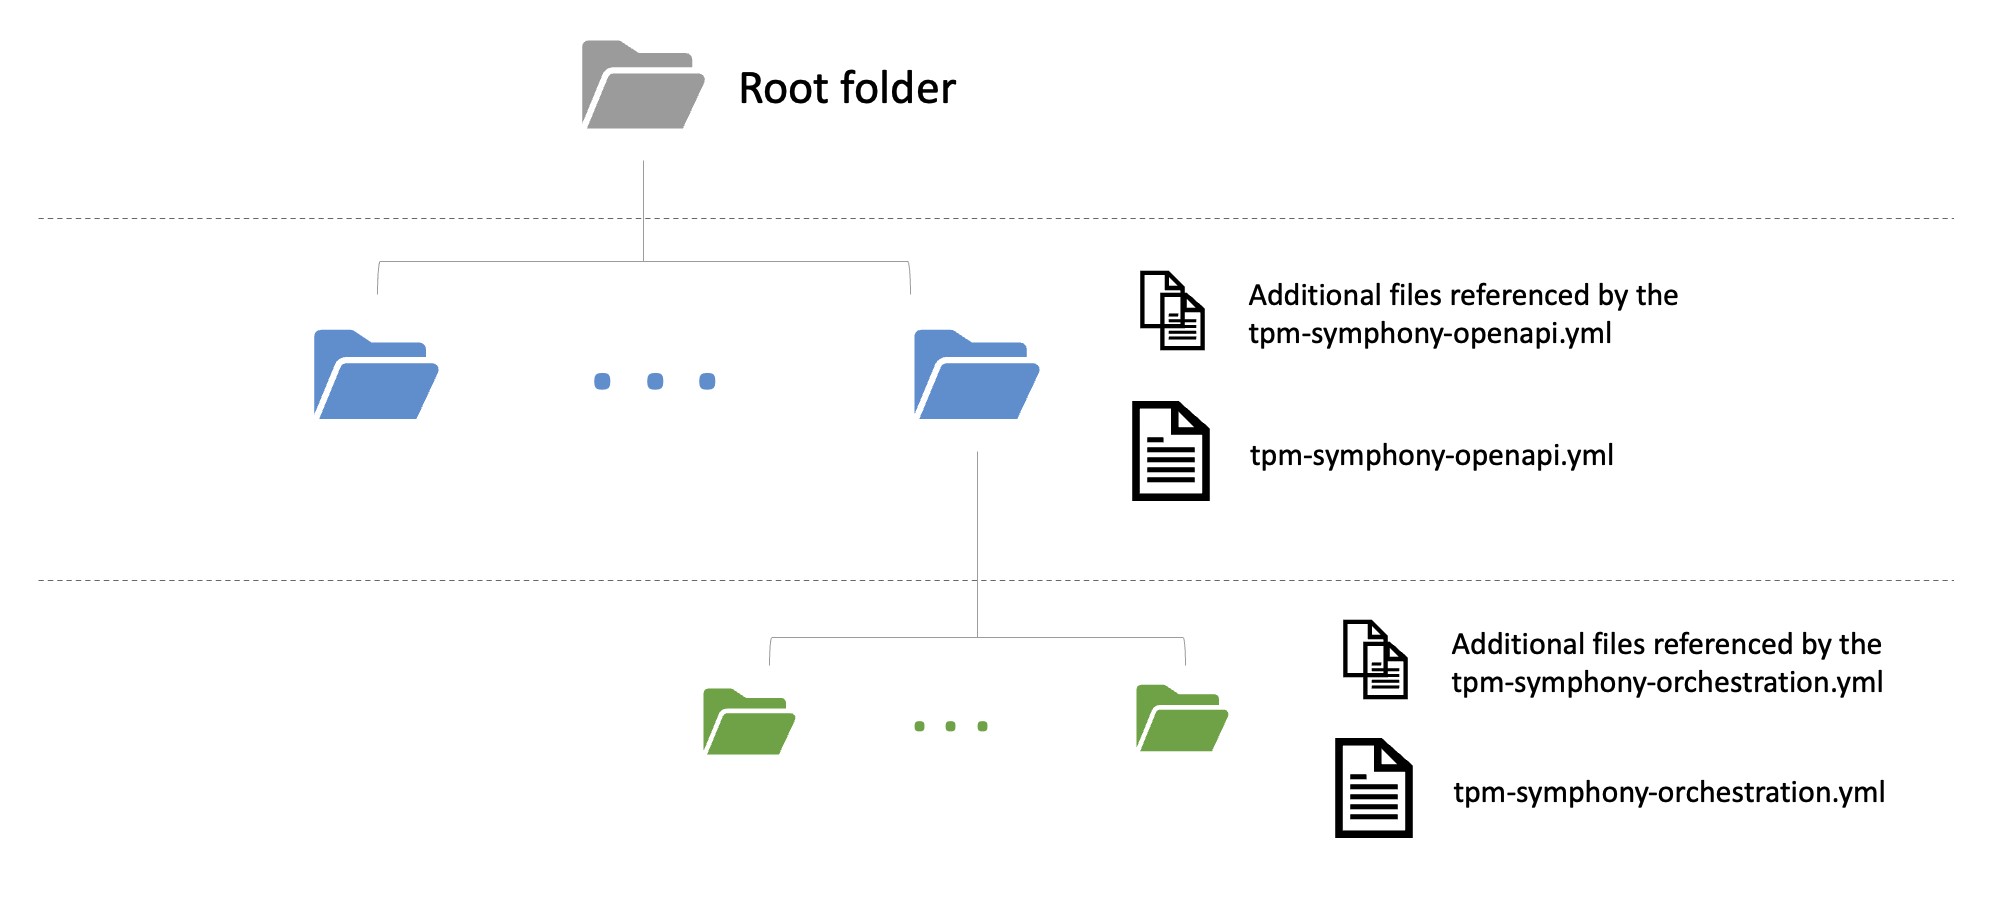 Root folder
Additional files referenced by the
tpm-symphony-openapi.yml
tpm-symphony-openapi.yml
Additional files referenced by the
tpm-symphony-orchestration.yml
tpm-symphony-orchestration.yml